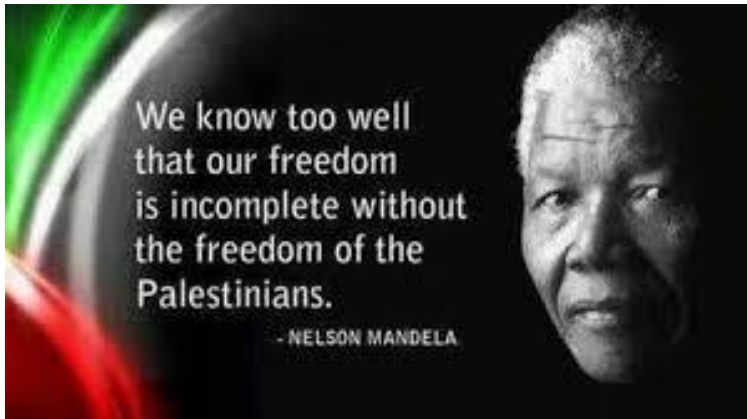 We know too well
that our freedom
is incomplete without
the freedom of the
Palestinians.
- NELSON MANDELA